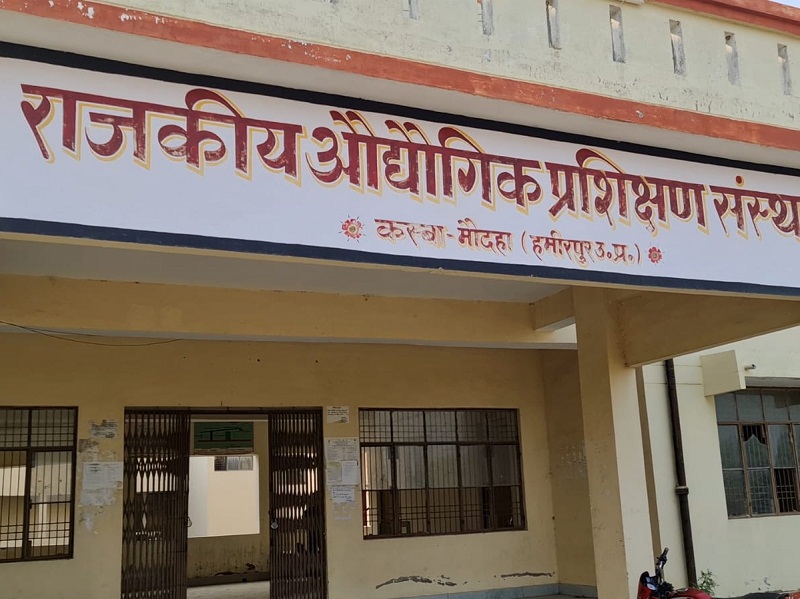 राजकीय औद्यौगिक प्रशिक्षण संस्थ
कस्बा-मौदहा (हमीरपुर उ॰प्र॰)